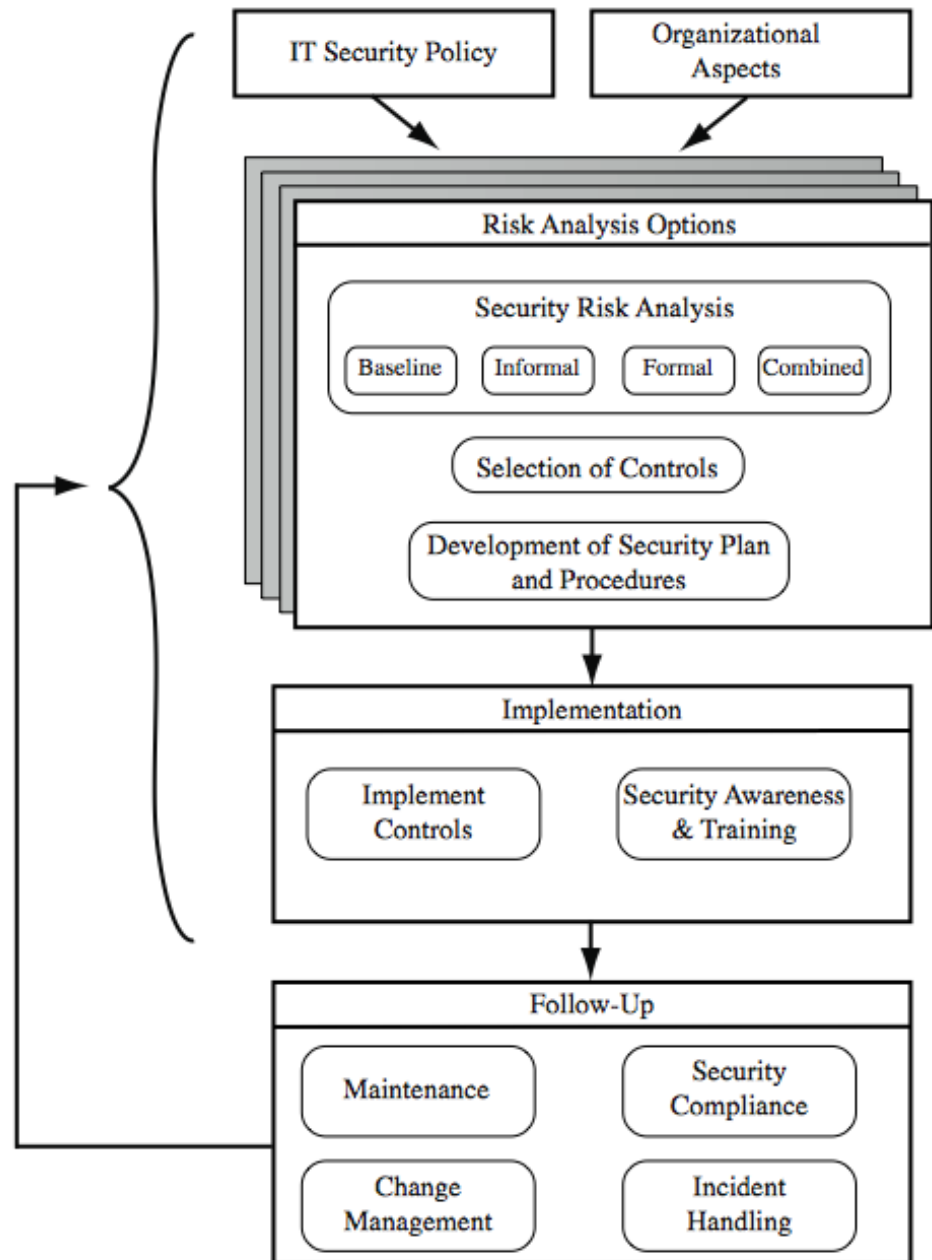 IT Security Policy
Organizational
Aspects
Risk Analysis Options
Security Risk Analysis
Baseline
Informal
Formal
Combined
Selection of Controls
Development of Security Plan
and Procedures
Implementation
Implement
Controls
Security Awareness
& Training
Follow-Up
Maintenance
Security
Compliance
Change
Management
Incident
Handling